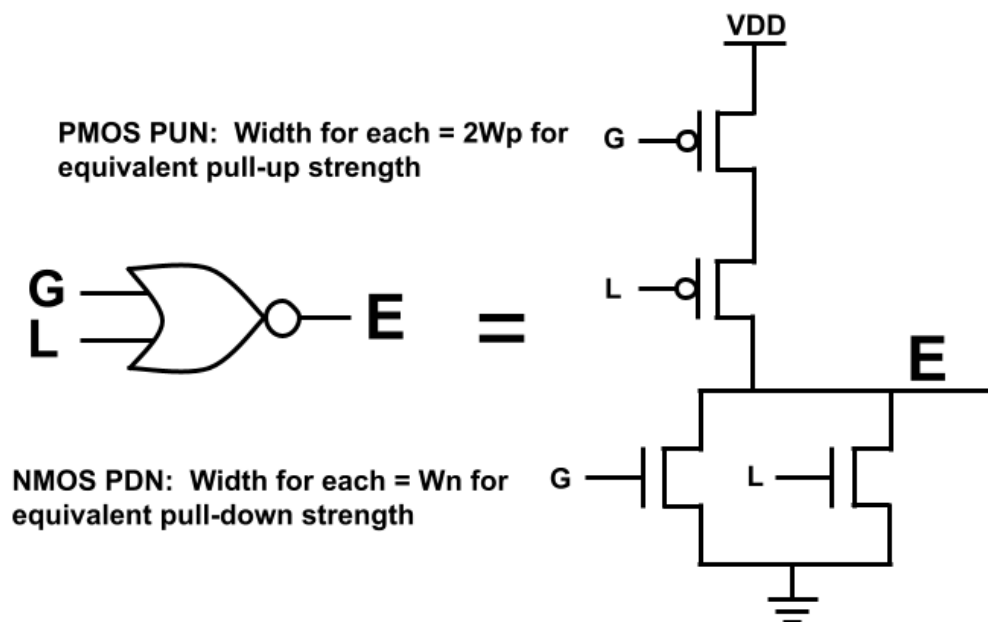 VDD
PMOS PUN: Width for each = 2Wp for
equivalent pull-up strength
G
L
G
L
E
=
E
NMOS PDN: Width for each = Wn for
equivalent pull-down strength
G
L